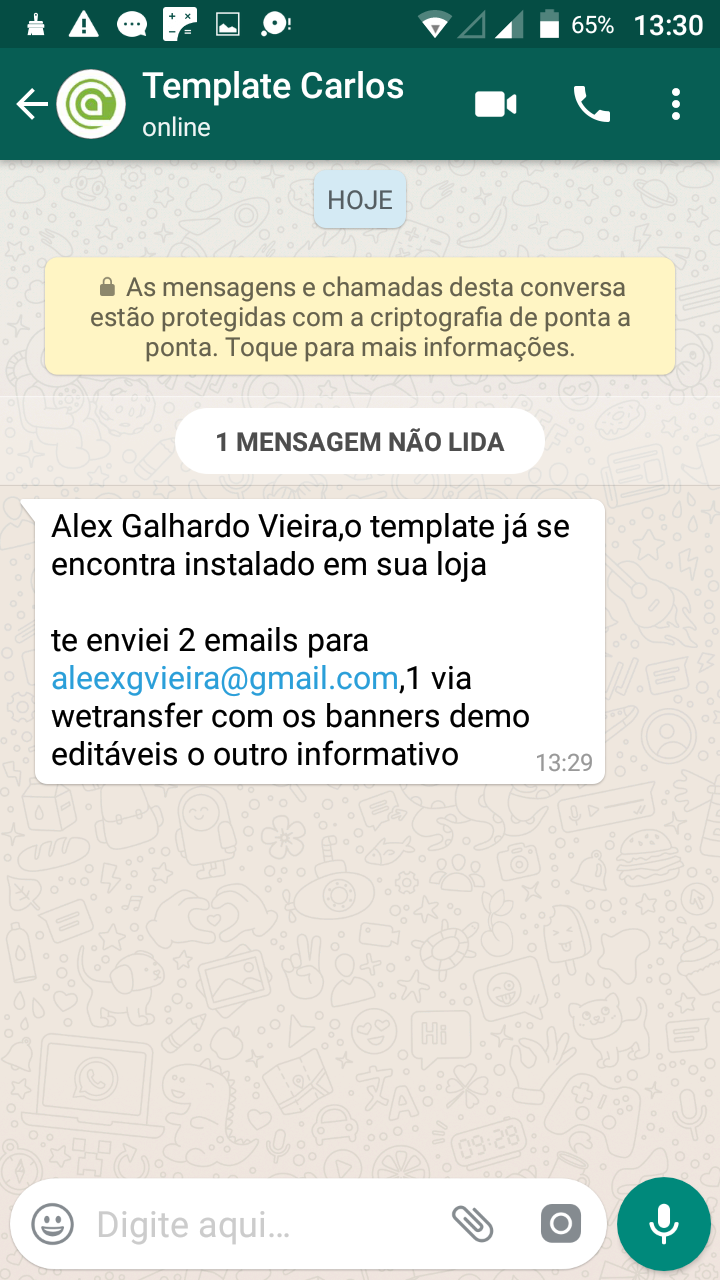 65% 13:30
Template Carlos
online
HOJE
As mensagens e chamadas desta conversa
estão protegidas com a criptografia de ponta a
ponta. Toque para mais informações.
1 MENSAGEM NÃO LIDA
Alex Galhardo Vieira,o template já se
encontra instalado em sua loja
te enviei 2 emails para
aleexgvieira@gmail.com,1 via
wetransfer com os banners demo
editáveis o outro informativo
13:29
Hi
03:28
Digite aqui...